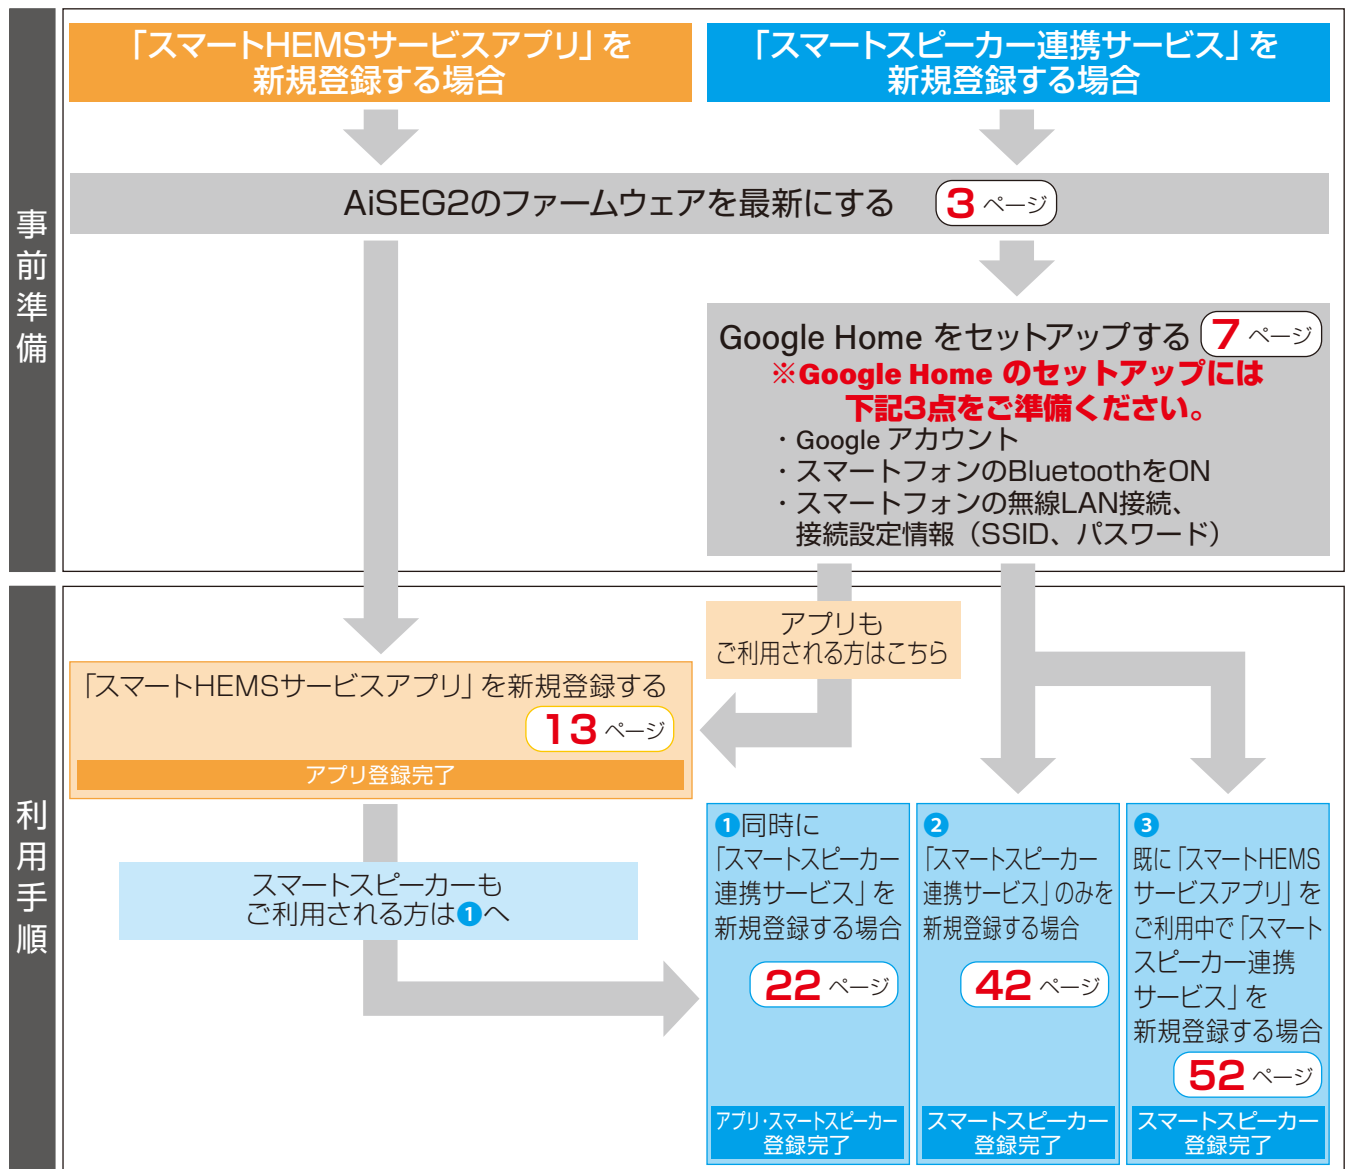 事前準備
「スマートHEMSサービスアプリ」を
新規登録する場合
「スマートスピーカー連携サービス」を
新規登録する場合
AiSEG2のファームウェアを最新にする 3 ページ
Google Home をセットアップする 7 ページ
※Google Home のセットアップには
下記3点をご準備ください。
・Google アカウント
・スマートフォンのBluetoothをON
・スマートフォンの無線LAN接続、
接続設定情報（SSID、パスワード）
利用手順
アプリも
ご利用される方はこちら
「スマートHEMSサービスアプリ」を新規登録する
13 ページ
アプリ登録完了
スマートスピーカーも
ご利用される方は❶へ
❶同時に
「スマートスピーカー
連携サービス」を
新規登録する場合
22 ページ
アプリ・スマートスピーカー
登録完了
❷
「スマートスピーカー
連携サービス」のみを
新規登録する場合
42 ページ
スマートスピーカー
登録完了
❸
既に「スマートHEMS
サービスアプリ」を
ご利用中で「スマート
スピーカー連携
サービス」を
新規登録する場合
52 ページ
スマートスピーカー
登録完了